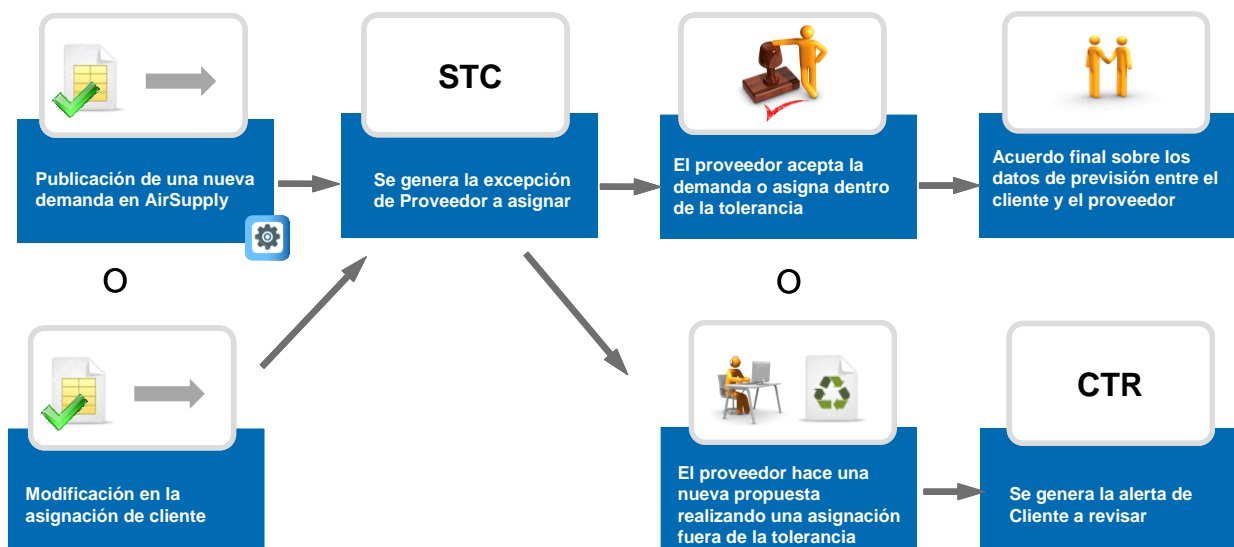 STC
Publicación de una nueva
demanda en AirSupply
Se genera la excepción
de Proveedor a asignar
El proveedor acepta la
demanda o asigna dentro
de la tolerancia
Acuerdo final sobre los
datos de previsión entre el
cliente y el proveedor
O
O
CTR
Modificación en la
asignación de cliente
El proveedor hace una
nueva propuesta
realizando una asignación
fuera de la tolerancia
Se genera la alerta de
Cliente a revisar